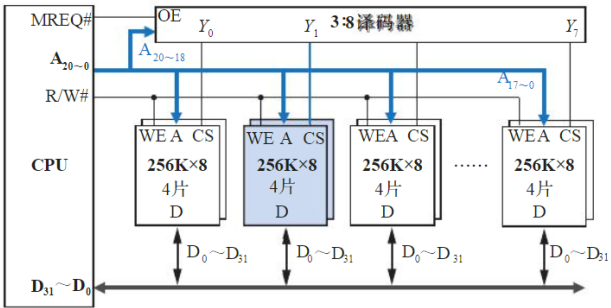 MREQ# OE Y0 Y1 3:8译码器 Y7
A20~0 A20~18
A17~0
R/W#
WE A CS WE A CS WEA CS WE A CS
CPU 256K×8 256K×8 256K×8 …… 256K×8
4片 4片 4片 4片
D D D D
D0~D31 D0~D31 D0~D31 D0~D31
D31~D0